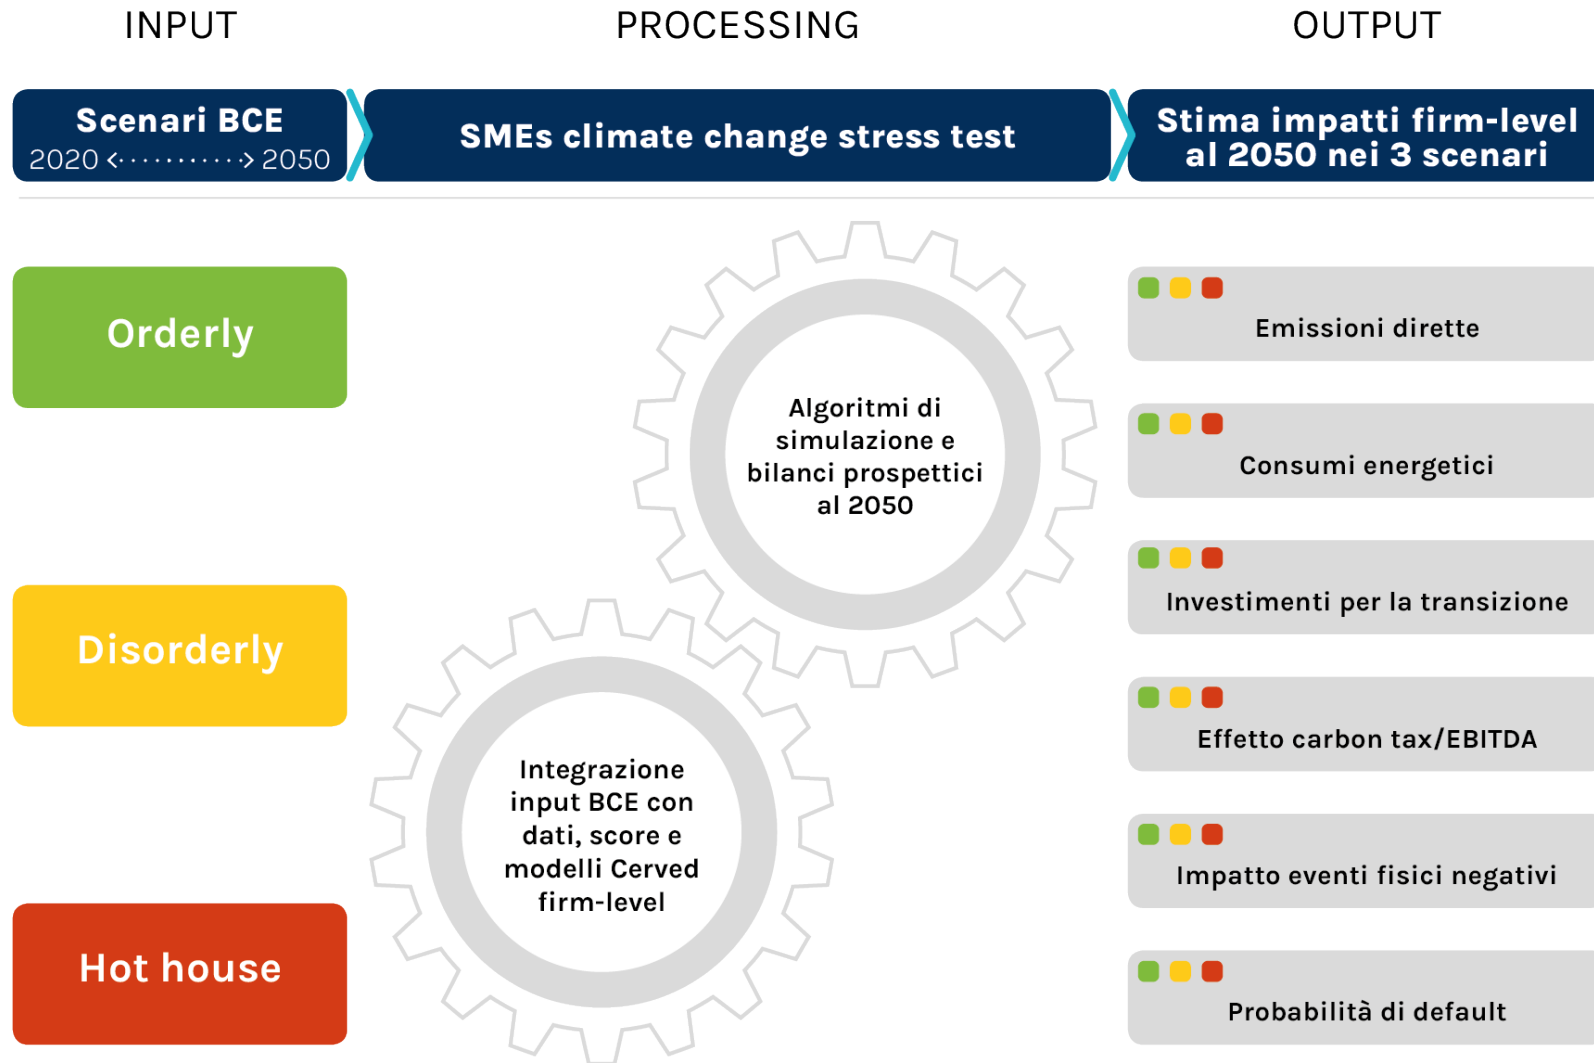 INPUT
PROCESSING
OUTPUT
Scenari BCE
2020 <···········> 2050
SMEs climate change stress test
Stima impatti firm-level
al 2050 nei 3 scenari
Orderly
Disorderly
Hot house
Algoritmi di
simulazione e
bilanci prospettici
al 2050
Integrazione
input BCE con
dati, score e
modelli Cerved
firm-level
Emissioni dirette
Consumi energetici
Investimenti per la transizione
Effetto carbon tax/EBITDA
Impatto eventi fisici negativi
Probabilità di default